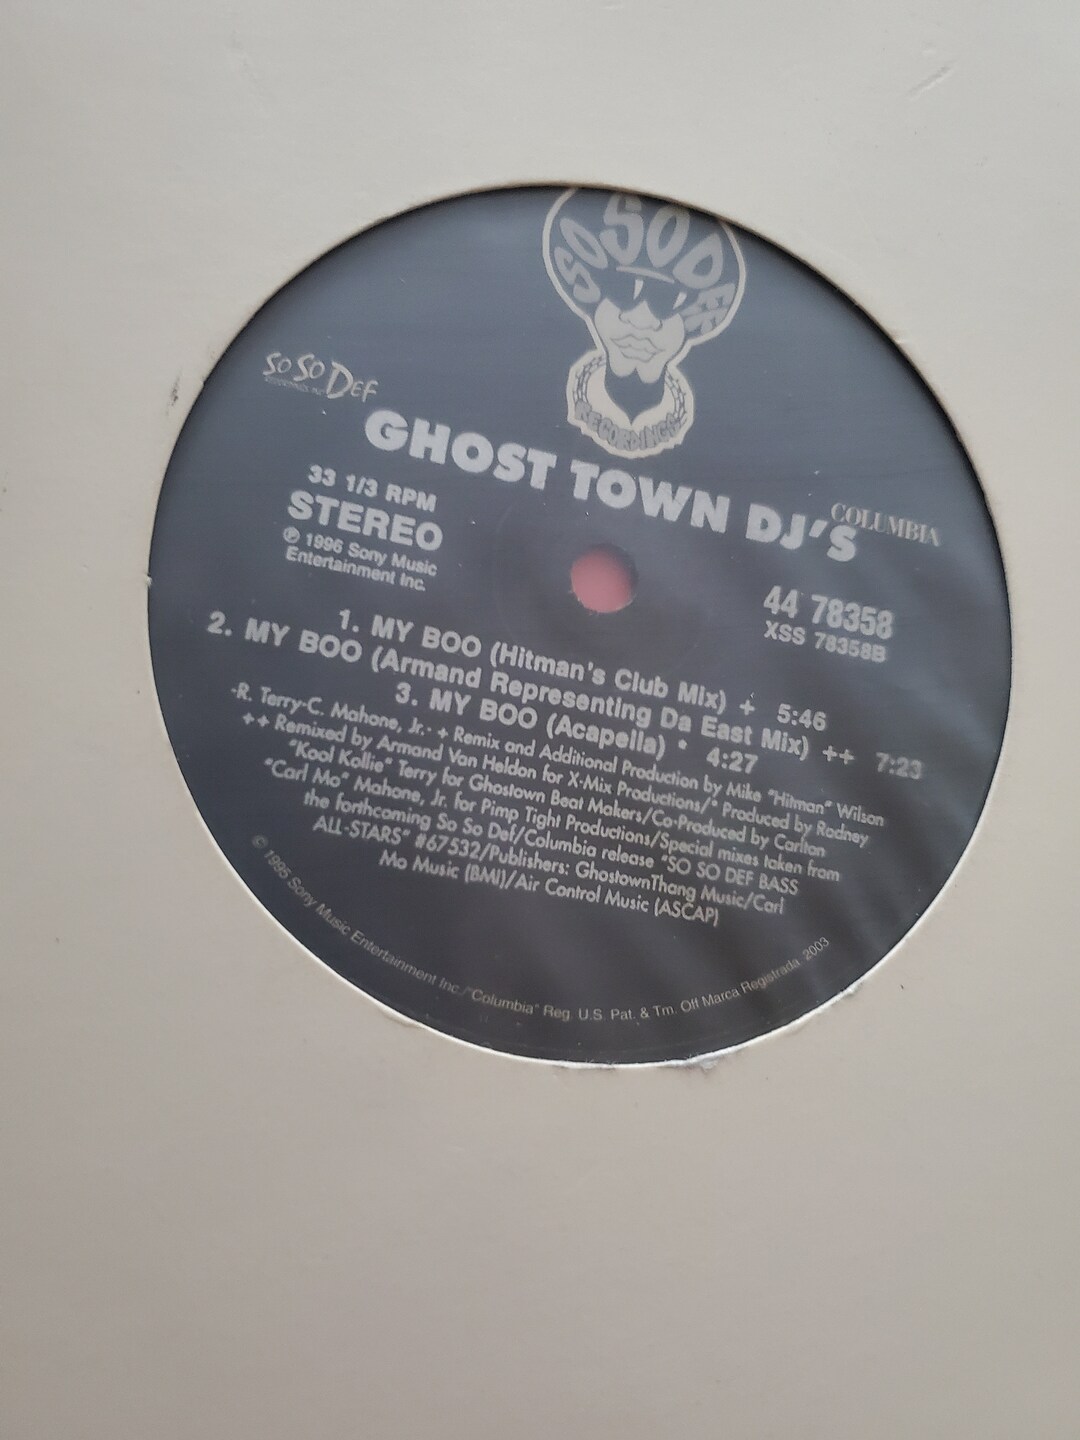 SO SO DEF
RECORDINGS
SO SO DEF
RECORDINGS INC.
GHOST TOWN DJ'S
COLUMBIA
33 1/3 RPM
STEREO
℗ 1996 Sony Music
Entertainment Inc.
44 78358
XSS 78358B
1. MY BOO (Hitman's Club Mix) + 5:46
2. MY BOO (Armand Representing Da East Mix) ++ 7:23
3. MY BOO (Acapella) * 4:27
-R. Terry-C. Mahone, Jr.- + Remix and Additional Production by Mike "Hitman" Wilson
++ Remixed by Armand Van Helden for X-Mix Productions/* Produced by Rodney
"Kool Kollie" Terry for Ghostown Beat Makers/Co-Produced by Carlton
"Carl Mo" Mahone, Jr. for Pimp Tight Productions/Special mixes taken from
the forthcoming So So Def/Columbia release "SO SO DEF BASS
ALL-STARS" #67532/Publishers: GhostownThang Music/Carl
Mo Music (BMI)/Air Control Music (ASCAP)
© 1995 Sony Music Entertainment Inc./"Columbia" Reg. U.S. Pat. & Tm. Off Marca Registrada. 2003